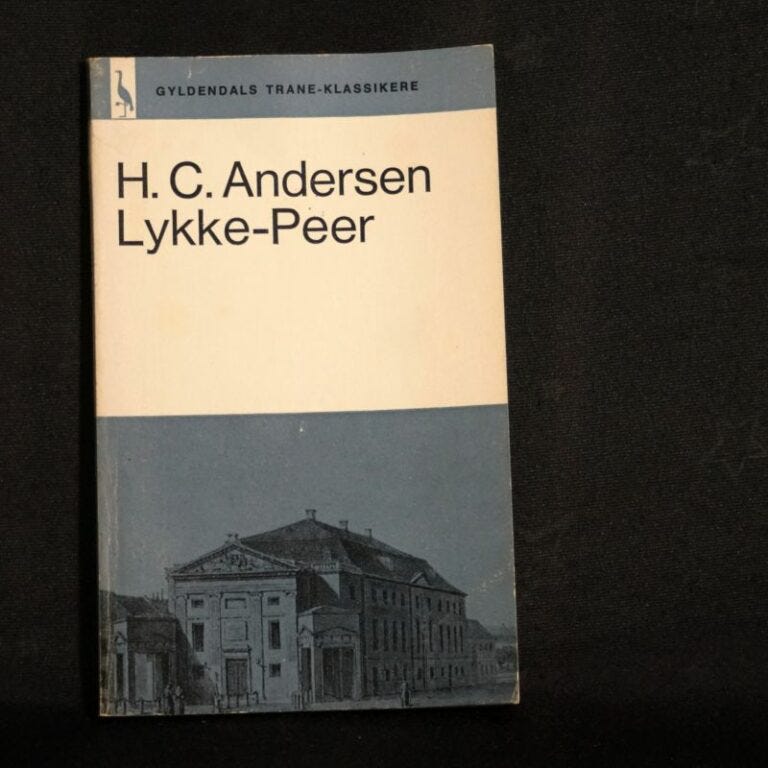 GYLDENDALS TRANE-KLASSIKERE
H. C. Andersen
Lykke-Peer